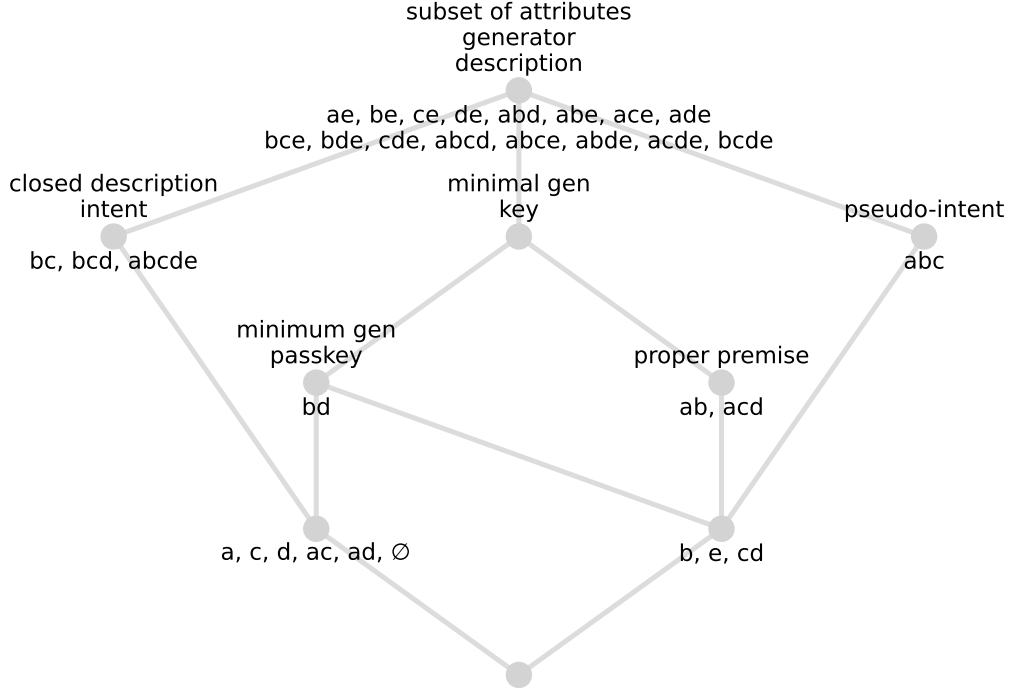 subset of attributes
generator
description
ae, be, ce, de, abd, abe, ace, ade
bce, bde, cde, abcd, abce, abde, acde, bcde
closed description
intent
bc, bcd, abcde
minimal gen
key
pseudo-intent
abc
minimum gen
passkey
bd
proper premise
ab, acd
a, c, d, ac, ad, ∅
b, e, cd